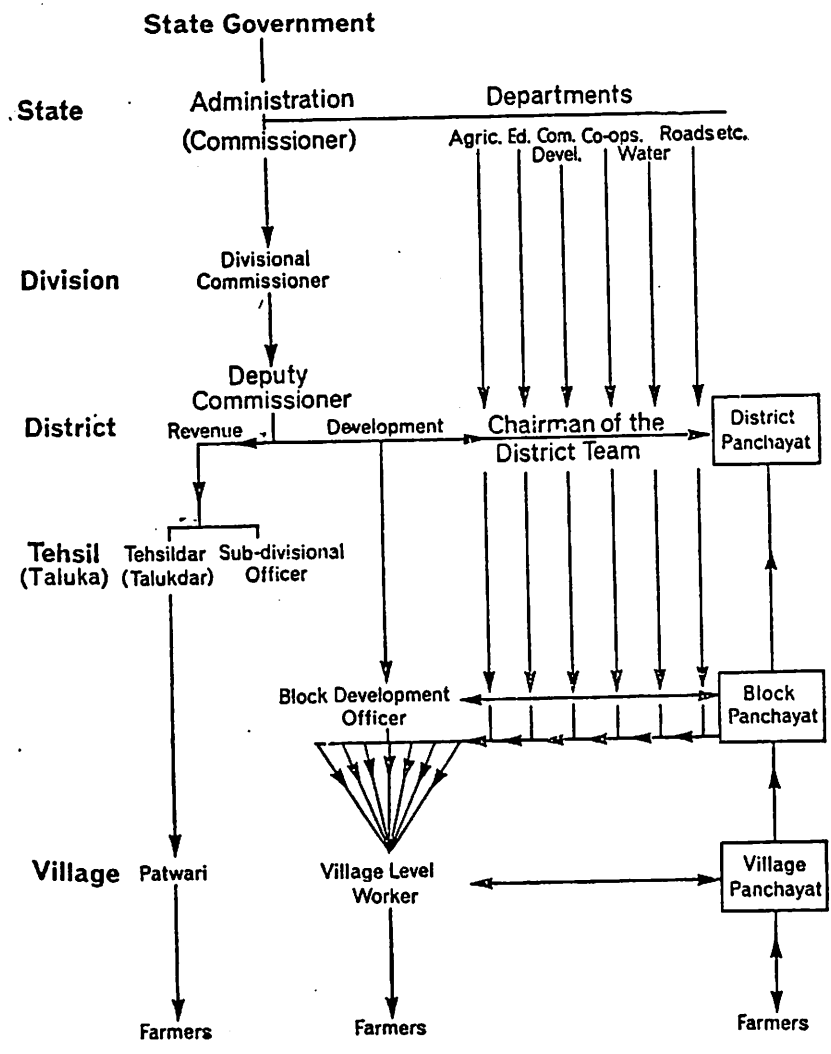 State Government
State
Administration
(Commissioner)
Departments
Agric. Ed. Com. Co-ops. Roads etc.
Devel. Water
Division
Divisional
Commissioner
Deputy
Commissioner
District
Revenue
Development
Chairman of the
District Team
District
Panchayat
Tehsil
(Taluka)
Tehsildar
(Talukdar)
Sub-divisional
Officer
Block Development
Officer
Block
Panchayat
Village
Patwari
Village Level
Worker
Village
Panchayat
Farmers
Farmers
Farmers